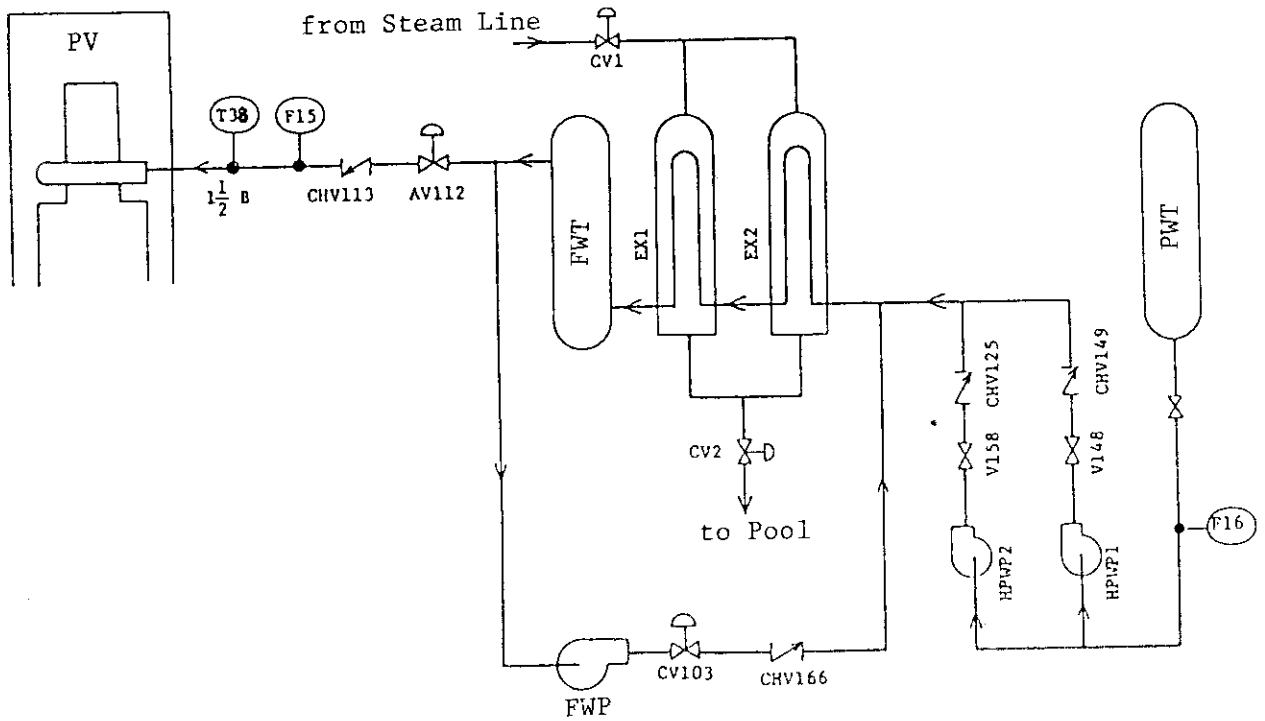 from Steam Line
PV
CV1
T38
F15
1 1/2 B
CHV113
AV112
FWT
EX1
EX2
PWT
CHV125
CHV149
CV2
V158
V148
to Pool
F16
HPWP2
HPWP1
CV103
CHV166
FWP